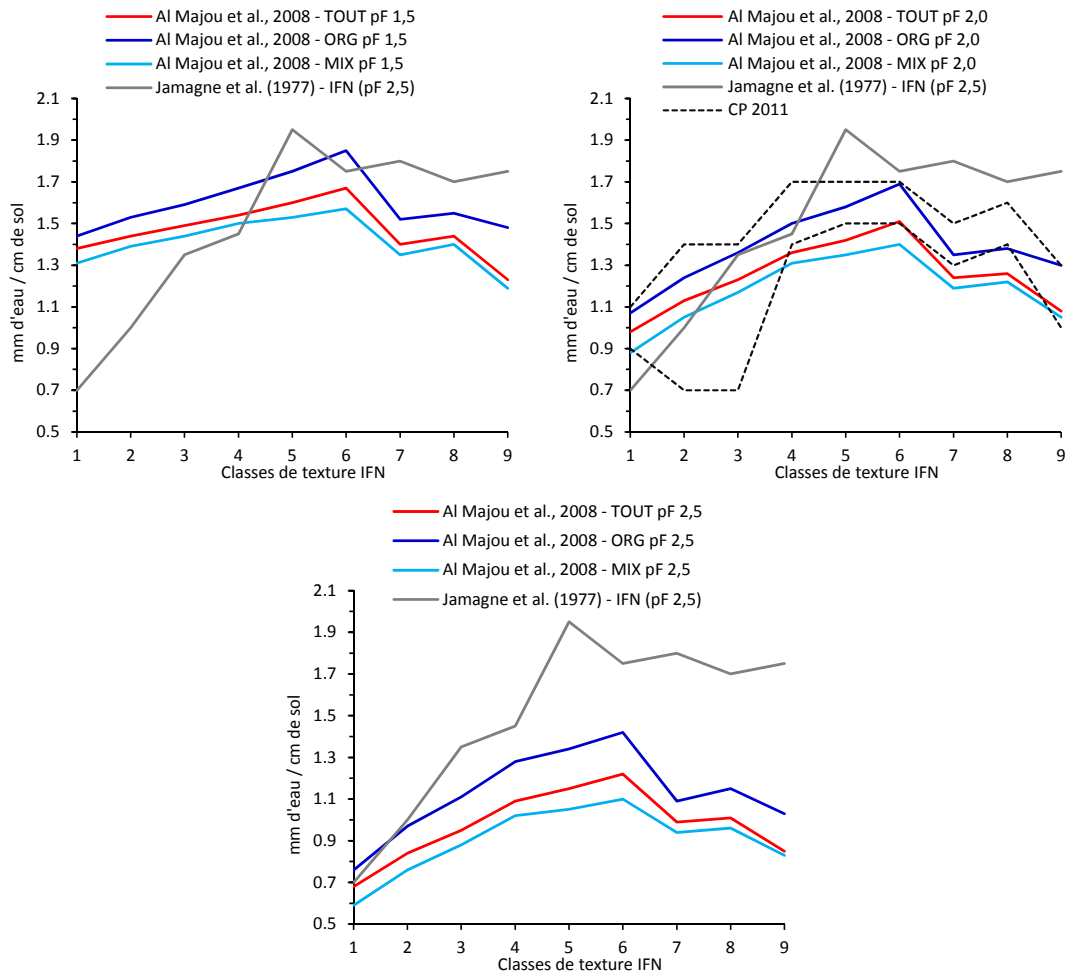 Al Majou et al., 2008 - TOUT pF 1,5
Al Majou et al., 2008 - ORG pF 1,5
Al Majou et al., 2008 - MIX pF 1,5
Jamagne et al. (1977) - IFN (pF 2,5)
2.1
1.9
1.7
1.5
1.3
1.1
0.9
0.7
0.5
mm d'eau / cm de sol
1 2 3 4 5 6 7 8 9
Classes de texture IFN
Al Majou et al., 2008 - TOUT pF 2,0
Al Majou et al., 2008 - ORG pF 2,0
Al Majou et al., 2008 - MIX pF 2,0
Jamagne et al. (1977) - IFN (pF 2,5)
CP 2011
2.1
1.9
1.7
1.5
1.3
1.1
0.9
0.7
0.5
mm d'eau / cm de sol
1 2 3 4 5 6 7 8 9
Classes de texture IFN
Al Majou et al., 2008 - TOUT pF 2,5
Al Majou et al., 2008 - ORG pF 2,5
Al Majou et al., 2008 - MIX pF 2,5
Jamagne et al. (1977) - IFN (pF 2,5)
2.1
1.9
1.7
1.5
1.3
1.1
0.9
0.7
0.5
mm d'eau / cm de sol
1 2 3 4 5 6 7 8 9
Classes de texture IFN